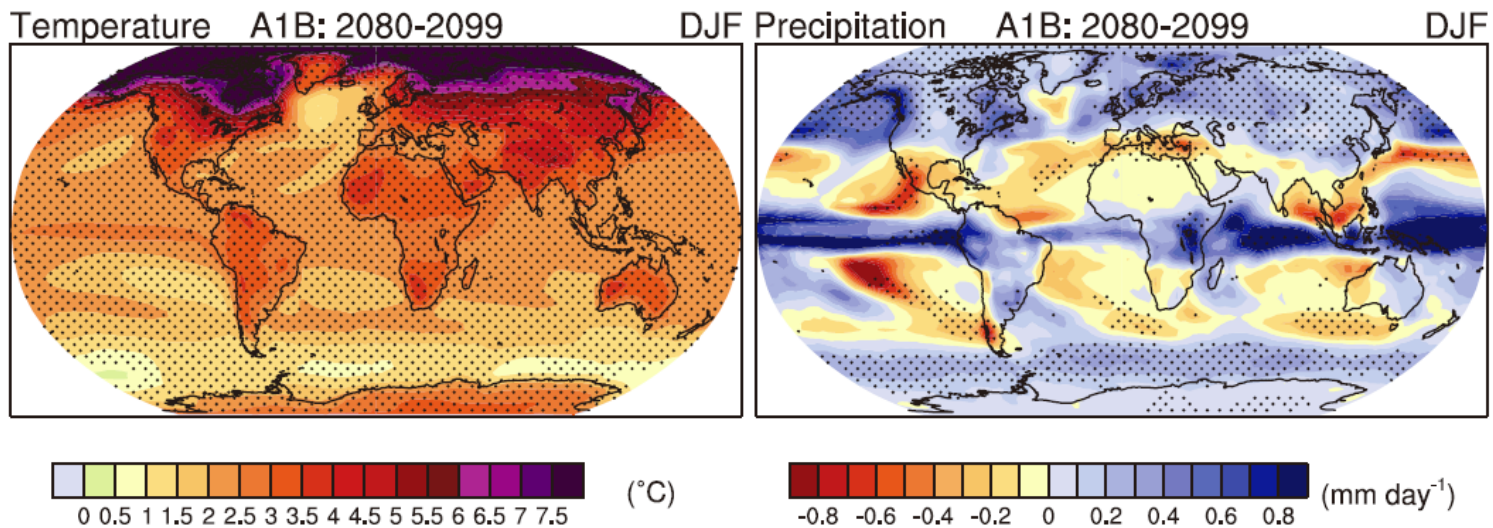 Temperature A1B: 2080-2099 DJF
Precipitation A1B: 2080-2099 DJF
0 0.5 1 1.5 2 2.5 3 3.5 4 4.5 5 5.5 6 6.5 7 7.5 (°C)
-0.8 -0.6 -0.4 -0.2 0 0.2 0.4 0.6 0.8 (mm day⁻¹)